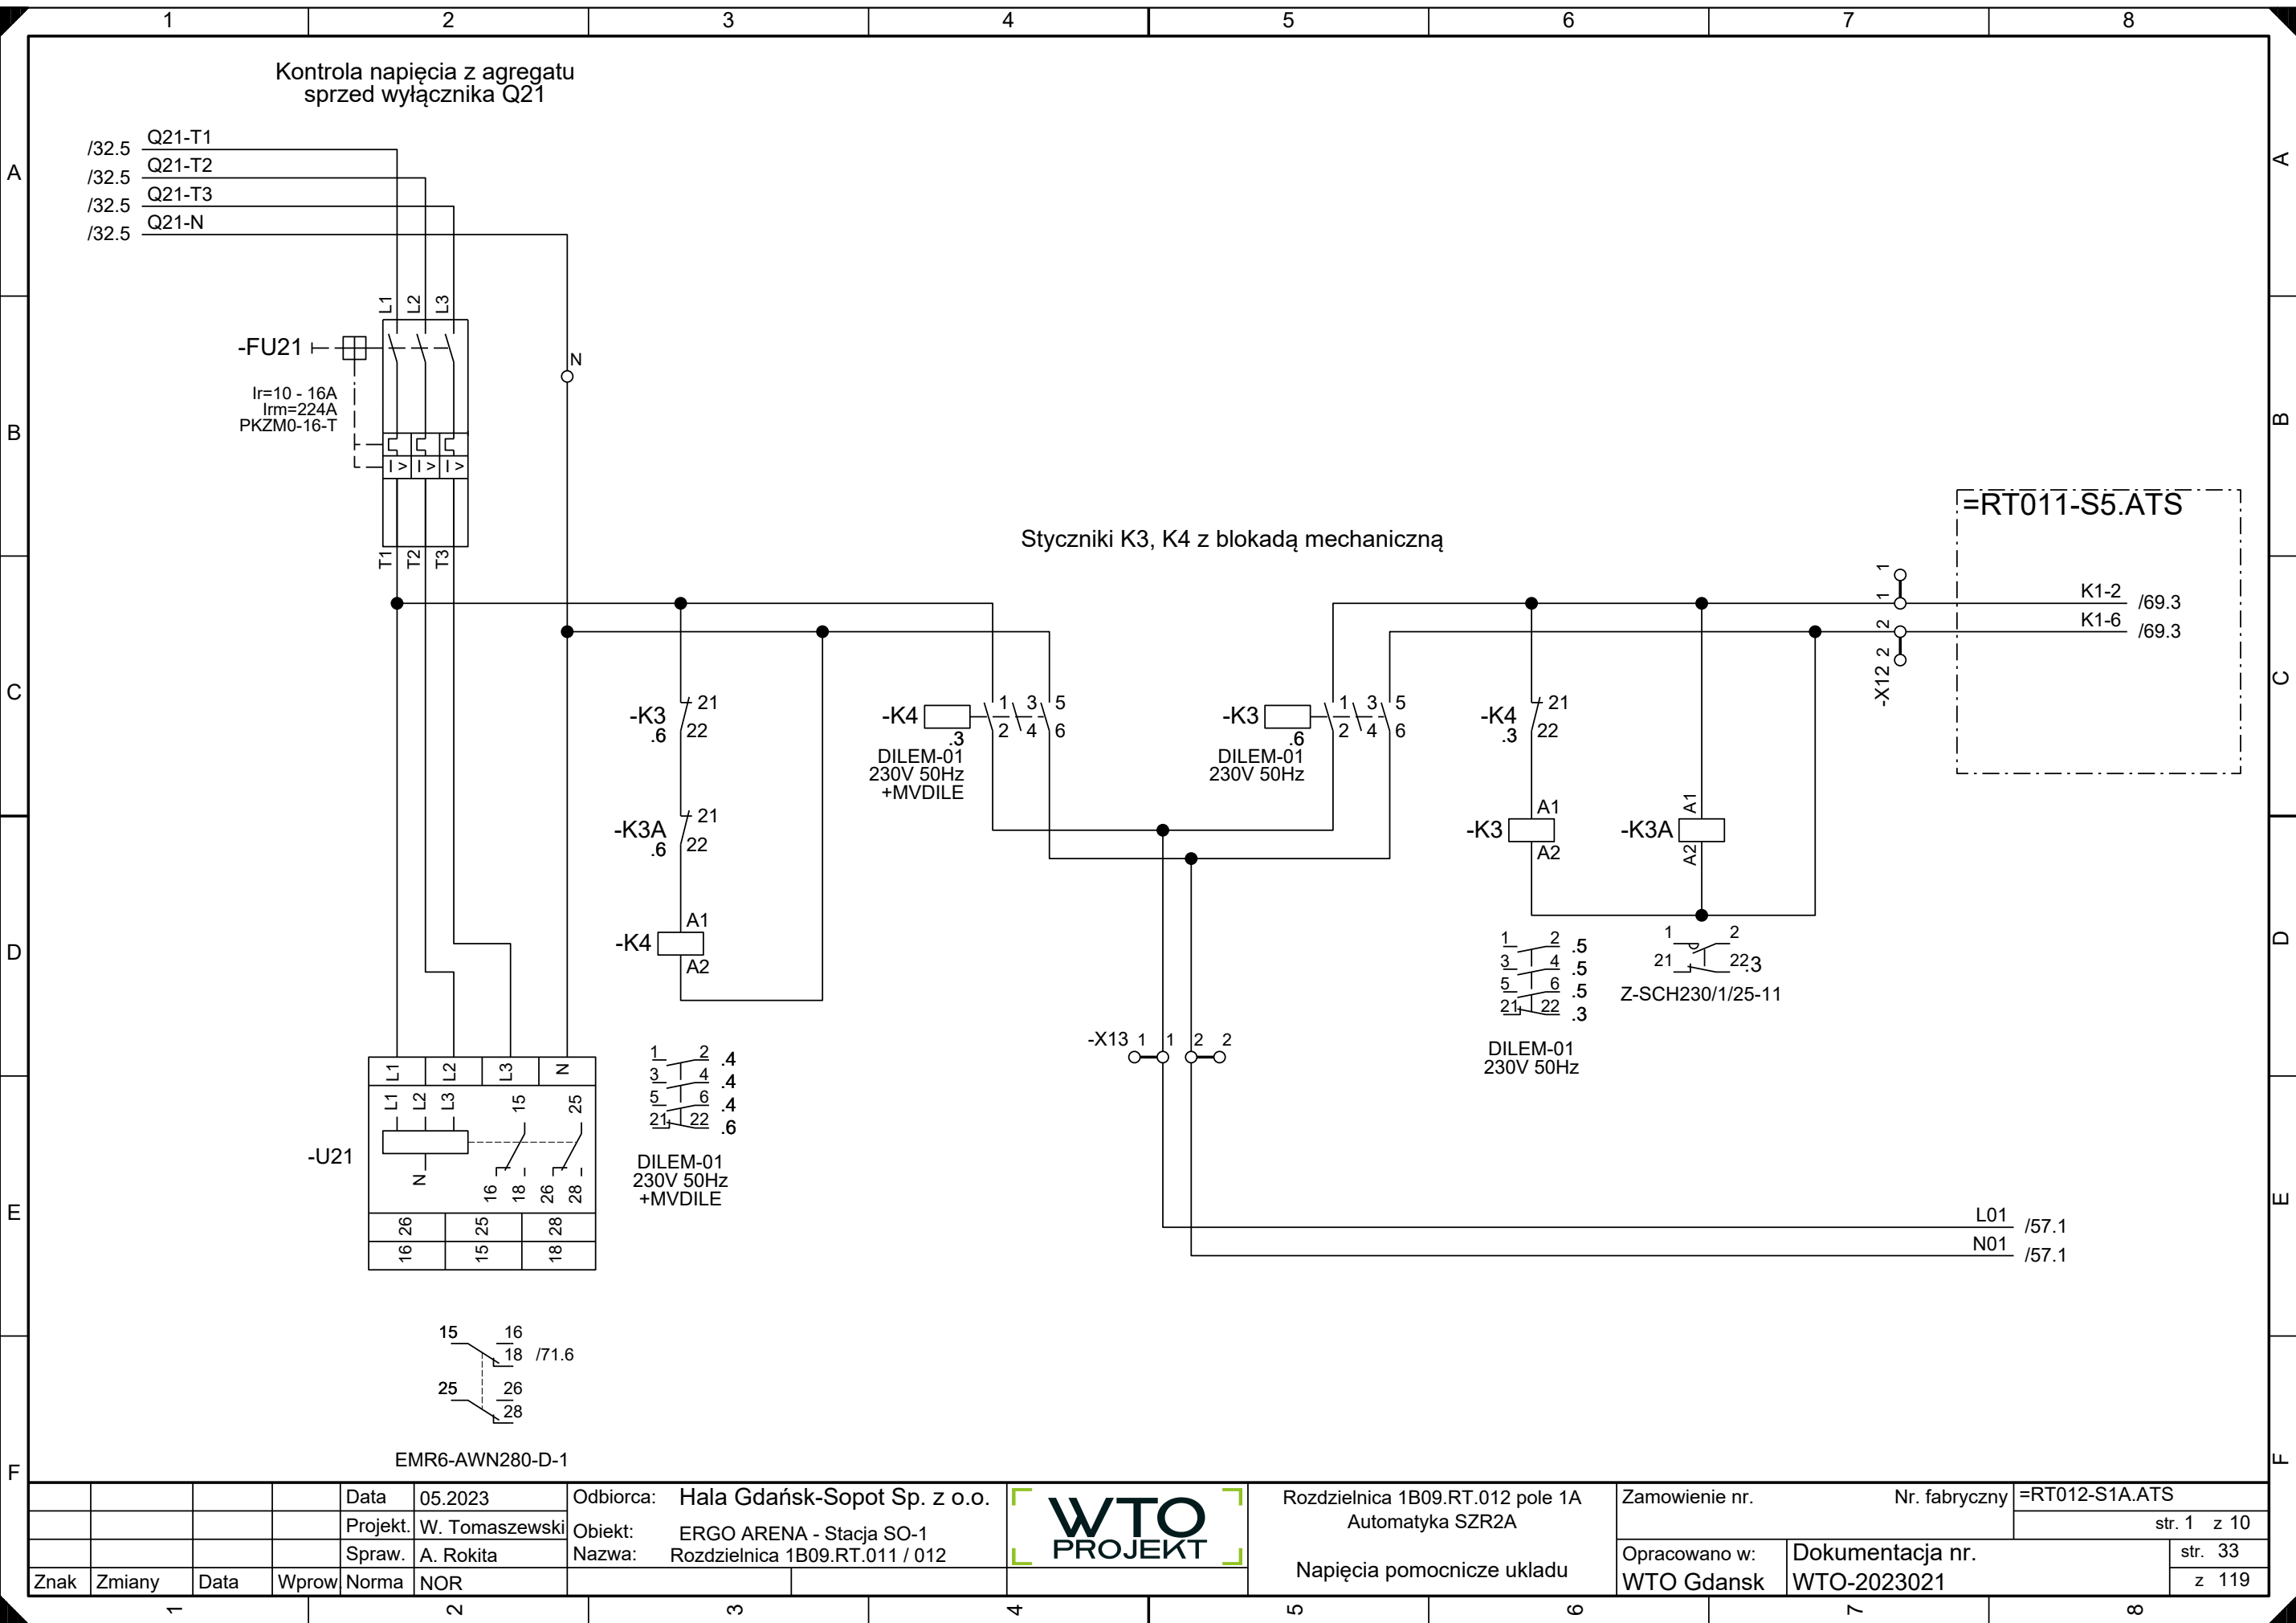 1 2 3 4 5 6 7 8
Kontrola napięcia z agregatu
sprzed wyłącznika Q21
/32.5 Q21-T1
/32.5 Q21-T2
/32.5 Q21-T3
/32.5 Q21-N
A A
L1 L2 L3
-FU21
N
Ir=10 - 16A
Irm=224A
PKZM0-16-T
B B
I > I > I >
T1 T2 T3
=RT011-S5.ATS
Styczniki K3, K4 z blokadą mechaniczną
1 1
K1-2 /69.3
2 2
K1-6 /69.3
-X12
C C
-K3 21
.6 22
-K4 1 3 5
.3 2 4 6
DILEM-01
230V 50Hz
+MVDILE
-K3 1 3 5
.6 2 4 6
DILEM-01
230V 50Hz
-K4 21
.3 22
-K3A 21
.6 22
-K3 A1
A2
-K3A A1
A2
-K4 A1
A2
D D
1 2 .5
3 4 .5
5 6 .5
21 22 .3
DILEM-01
230V 50Hz
1 2
21 22 .3
Z-SCH230/1/25-11
-X13 1 1 2 2
1 2 .4
3 4 .4
5 6 .4
21 22 .6
DILEM-01
230V 50Hz
+MVDILE
L1 L2 L3 N
L1 L2 L3 15 25
-U21
N 16 18 26 28
26 25 28
16 15 18
E E
L01 /57.1
N01 /57.1
15 16
18 /71.6
25 26
28
EMR6-AWN280-D-1
F F
Data 05.2023
Projekt. W. Tomaszewski
Spraw. A. Rokita
Znak Zmiany Data Wprow. Norma NOR
Odbiorca: Hala Gdańsk-Sopot Sp. z o.o.
Obiekt: ERGO ARENA - Stacja SO-1
Nazwa: Rozdzielnica 1B09.RT.011 / 012
WTO
PROJEKT
Rozdzielnica 1B09.RT.012 pole 1A
Automatyka SZR2A
Napięcia pomocnicze ukladu
Zamowienie nr. Nr. fabryczny =RT012-S1A.ATS
str. 1 z 10
Opracowano w: Dokumentacja nr. str. 33
WTO Gdansk WTO-2023021 z 119
1 2 3 4 5 6 7 8